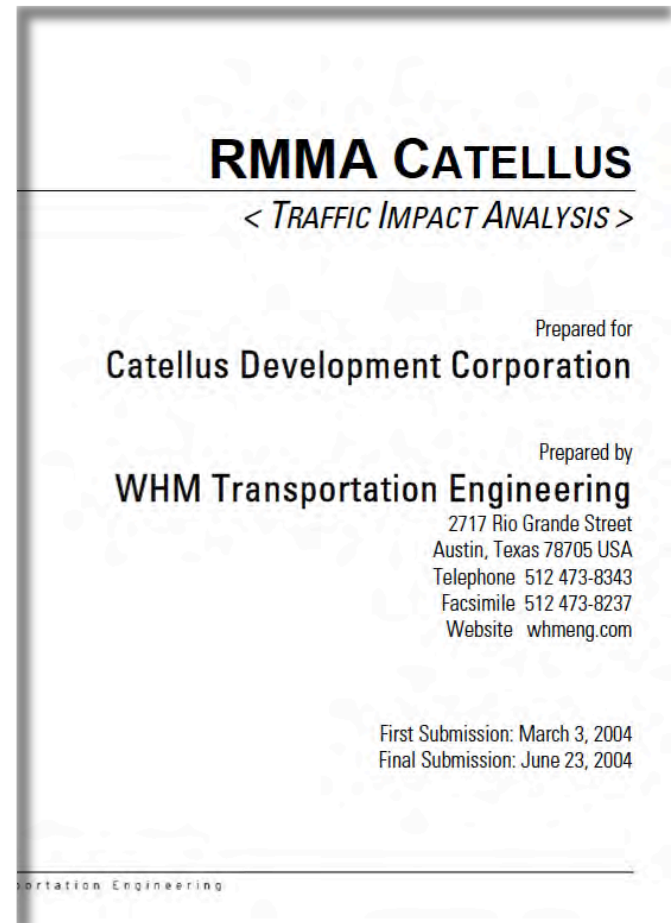 RMMA CATELLUS
< TRAFFIC IMPACT ANALYSIS >
Prepared for
Catellus Development Corporation
Prepared by
WHM Transportation Engineering
2717 Rio Grande Street
Austin, Texas 78705 USA
Telephone 512 473-8343
Facsimile 512 473-8237
Website whmeng.com
First Submission: March 3, 2004
Final Submission: June 23, 2004
ortation Engineering